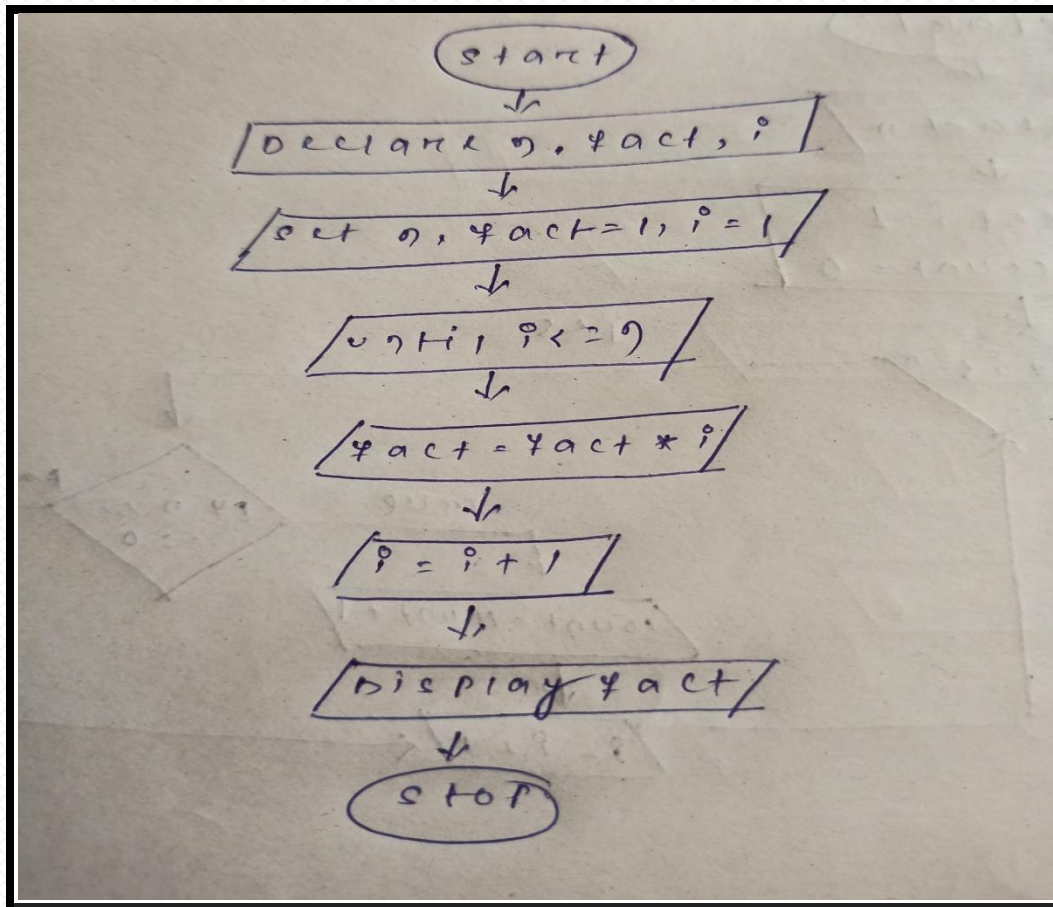 Start
Declare n, fact, i
Set n, fact=1, i=1
until i<=n
fact = fact * i
i = i + 1
Display fact
Stop